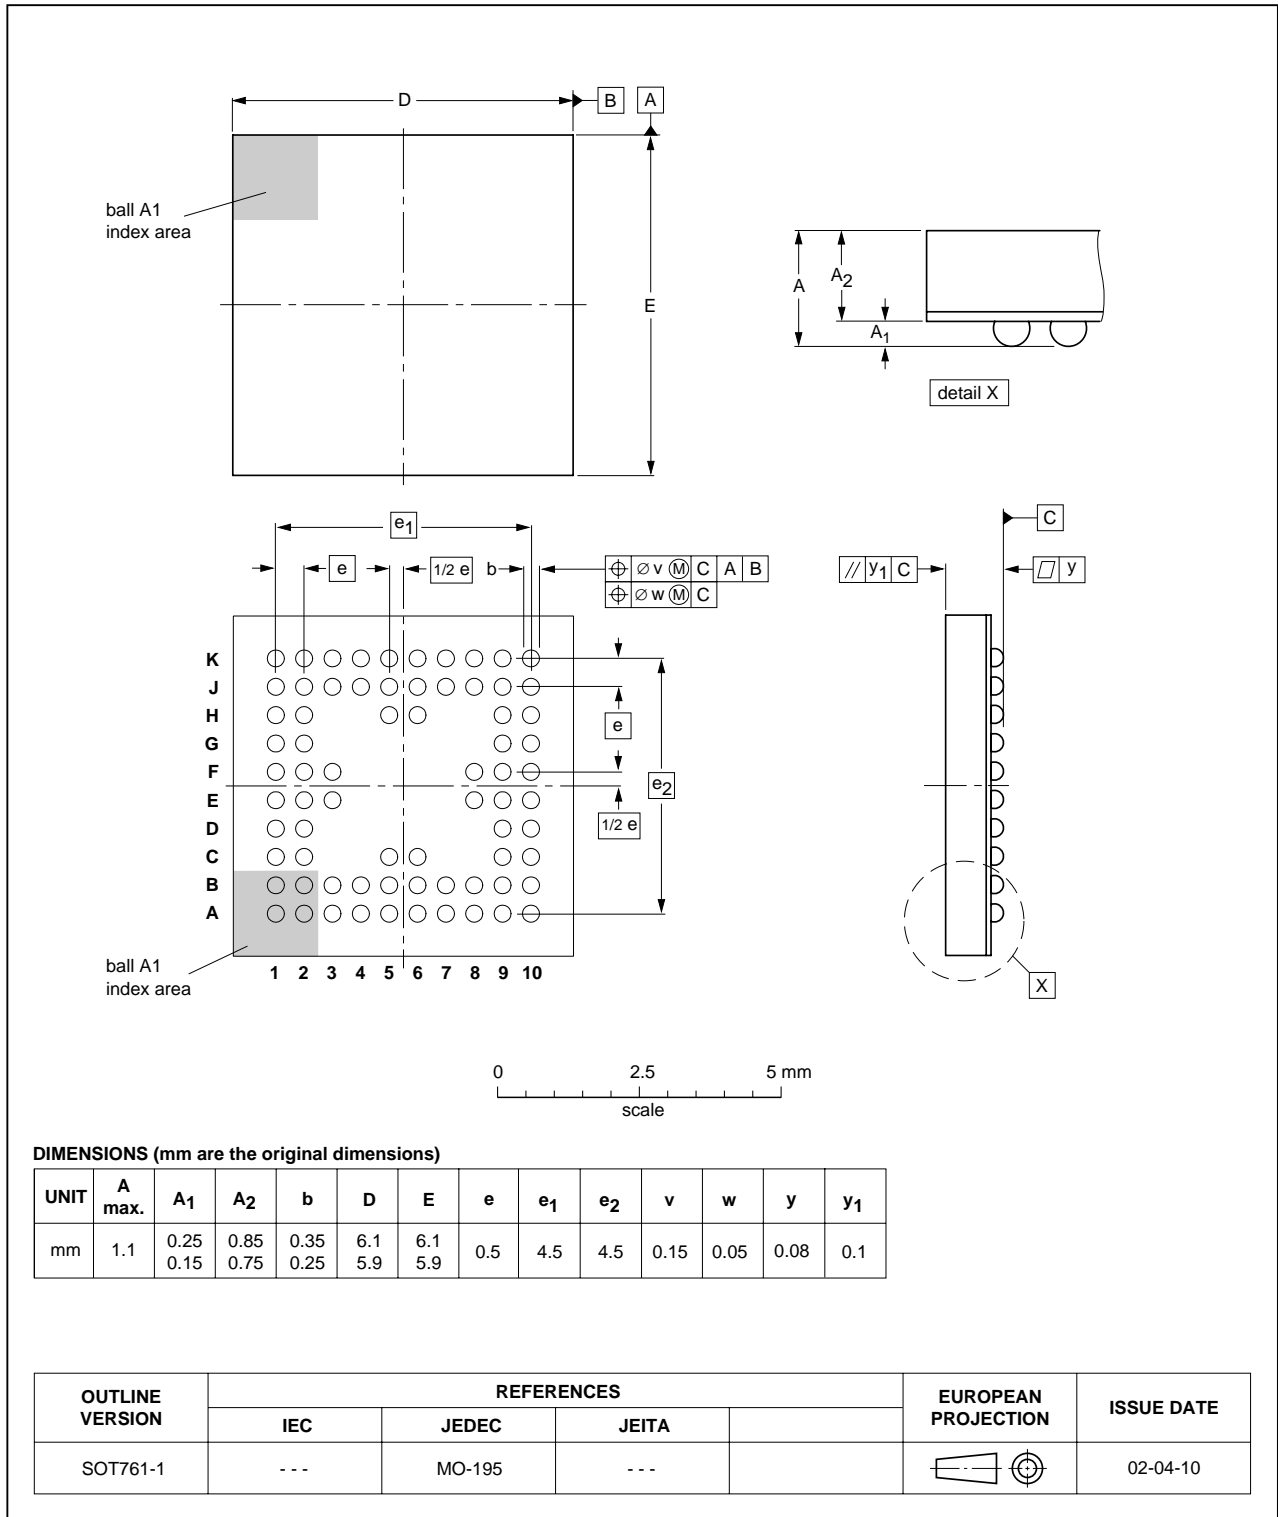 D
B
A
ball A1
index area
E
A
A2
A1
detail X
e1
e
1/2 e
b
⌖ ∅ v Ⓜ C A B
⌖ ∅ w Ⓜ C
C
// y1 C
▱ y
K
J
H
G
F
E
D
C
B
A
e
e2
1/2 e
ball A1
index area
1 2 3 4 5 6 7 8 9 10
X
0 2.5 5 mm
scale
DIMENSIONS (mm are the original dimensions)
UNIT A max. A1 A2 b D E e e1 e2 v w y y1
mm 1.1 0.25 0.15 0.85 0.75 0.35 0.25 6.1 5.9 6.1 5.9 0.5 4.5 4.5 0.15 0.05 0.08 0.1
OUTLINE VERSION REFERENCES EUROPEAN PROJECTION ISSUE DATE
IEC JEDEC JEITA
SOT761-1 - - - MO-195 - - - 02-04-10